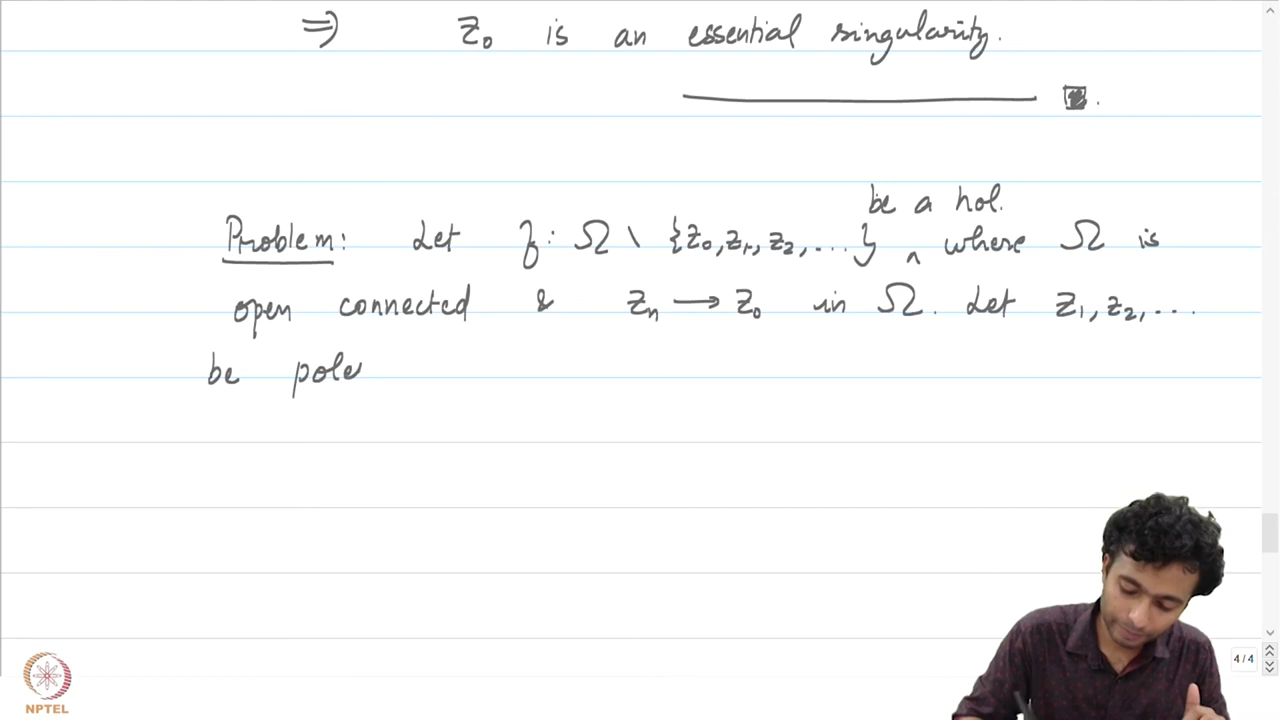 ⇒ z₀ is an essential singularity.
be a hol.
Problem: Let f: Ω \ {z₀, z₁, z₂, ...} ^ where Ω is
open connected & zₙ → z₀ in Ω. Let z₁, z₂, ...
be pole
4 / 4
NPTEL